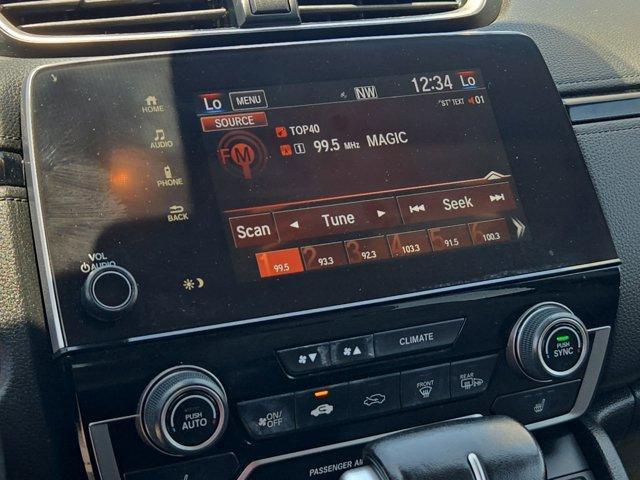 Lo MENU NW 12:34 Lo
"ST" TEXT 01
SOURCE
TOP40
FM 1 99.5 MHz MAGIC
HOME
AUDIO
PHONE
BACK
Scan Tune Seek
1 2 3 4 5 6
99.5 93.3 92.3 103.3 91.5 100.3
VOL
AUDIO
CLIMATE
PUSH
SYNC
ON/
OFF
FRONT
REAR
PUSH
AUTO
PASSENGER AI